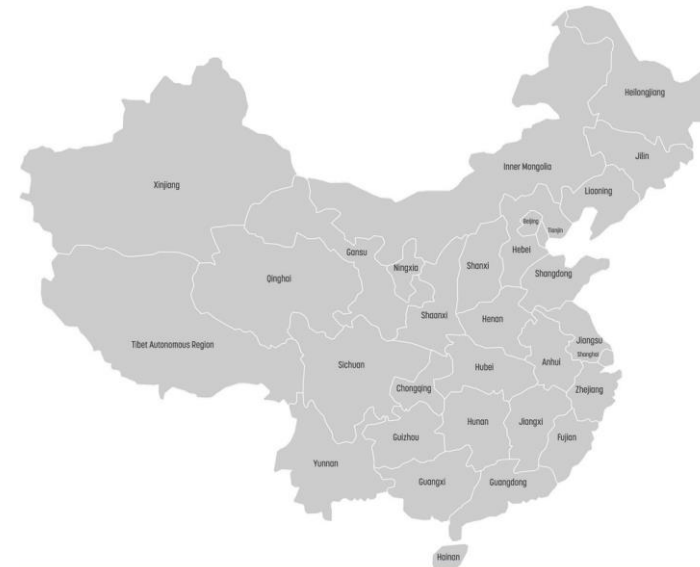 Heilongjiang
Jilin
Inner Mongolia
Xinjiang
Liaoning
Beijing
Tianjin
Hebei
Gansu
Ningxia
Shanxi
Shangdong
Qinghai
Shaanxi
Henan
Tibet Autonomous Region
Jiangsu
Shanghai
Sichuan
Hubei
Anhui
Chongqing
Zhejiang
Hunan
Jiangxi
Guizhou
Fujian
Yunnan
Guangxi
Guangdong
Hainan